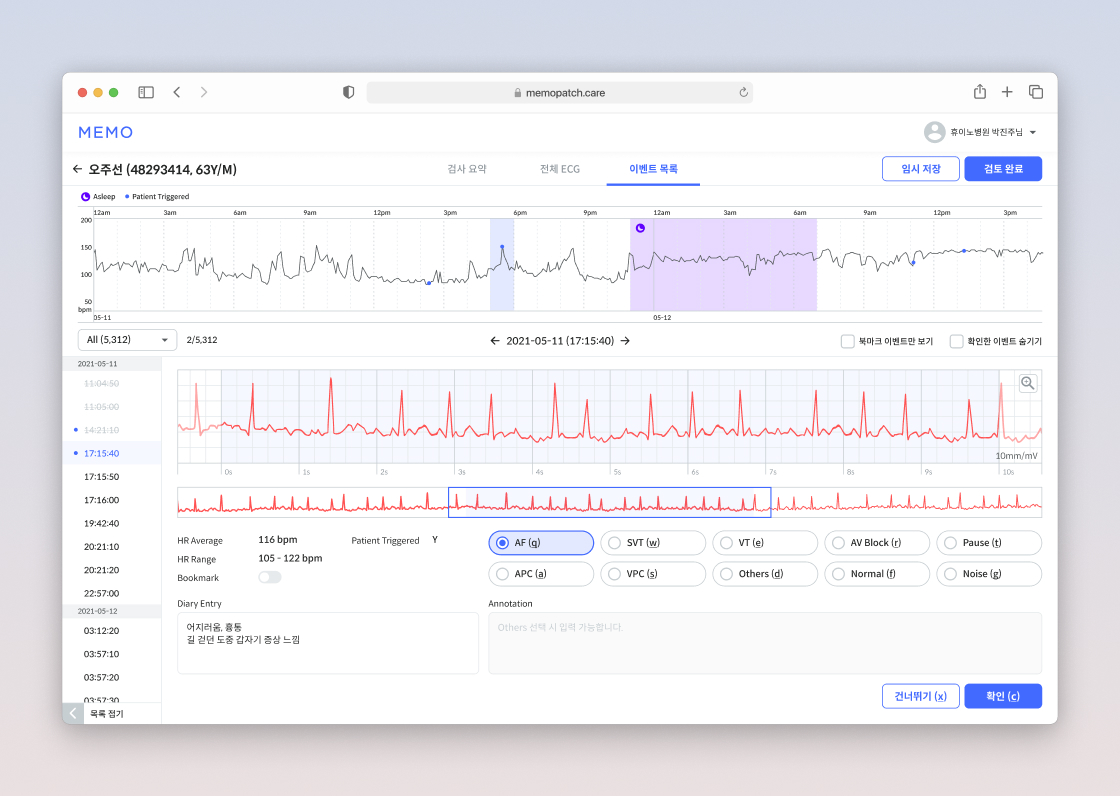 memopatch.care
MEMO
휴이노병원 박진주님
오주선 (48293414, 63Y/M)
검사 요약
전체 ECG
이벤트 목록
임시 저장
검토 완료
Asleep
Patient Triggered
12am 3am 6am 9am 12pm 3pm 6pm 9pm 12am 3am 6am 9am 12pm 3pm
200
150
100
50
bpm
05-11
05-12
All (5,312)
2/5,312
2021-05-11 (17:15:40)
북마크 이벤트만 보기
확인한 이벤트 숨기기
2021-05-11
11:04:50
11:05:00
14:21:10
17:15:40
17:15:50
17:16:00
19:42:40
20:21:10
20:21:20
22:57:00
2021-05-12
03:12:20
03:57:10
03:57:20
03:57:30
목록 접기
10mm/mV
0s 1s 2s 3s 4s 5s 6s 7s 8s 9s 10s
HR Average 116 bpm
Patient Triggered Y
HR Range 105 - 122 bpm
Bookmark
AF (q)
SVT (w)
VT (e)
AV Block (r)
Pause (t)
APC (a)
VPC (s)
Others (d)
Normal (f)
Noise (g)
Diary Entry
어지러움, 흉통
길 걷던 도중 갑자기 증상 느낌
Annotation
Others 선택 시 입력 가능합니다.
건너뛰기 (x)
확인 (c)